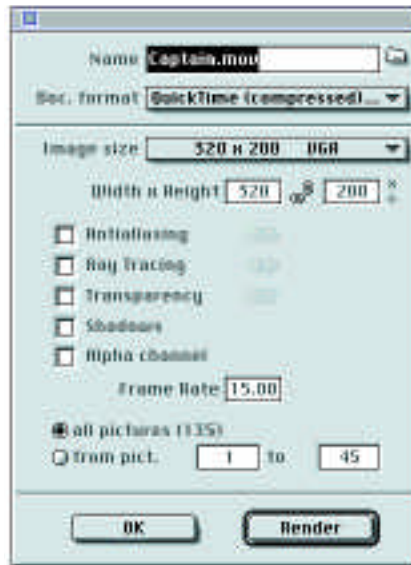 Name Captain.mov
Doc. format QuickTime (compressed)...
Image size 320 x 200 VGA
Width x Height 320 200
Antialiasing
Ray Tracing
Transparency
Shadows
Alpha channel
Frame Rate 15.00
all pictures (135)
from pict. 1 to 45
OK Render